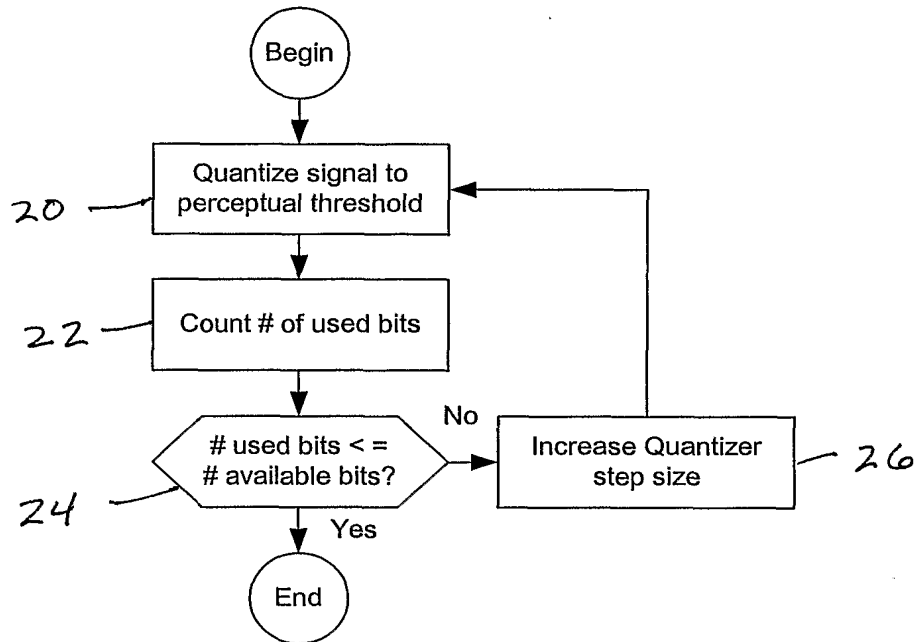 Begin
Quantize signal to
perceptual threshold
20
Count # of used bits
22
# used bits < =
# available bits?
24
No
Increase Quantizer
step size
26
Yes
End